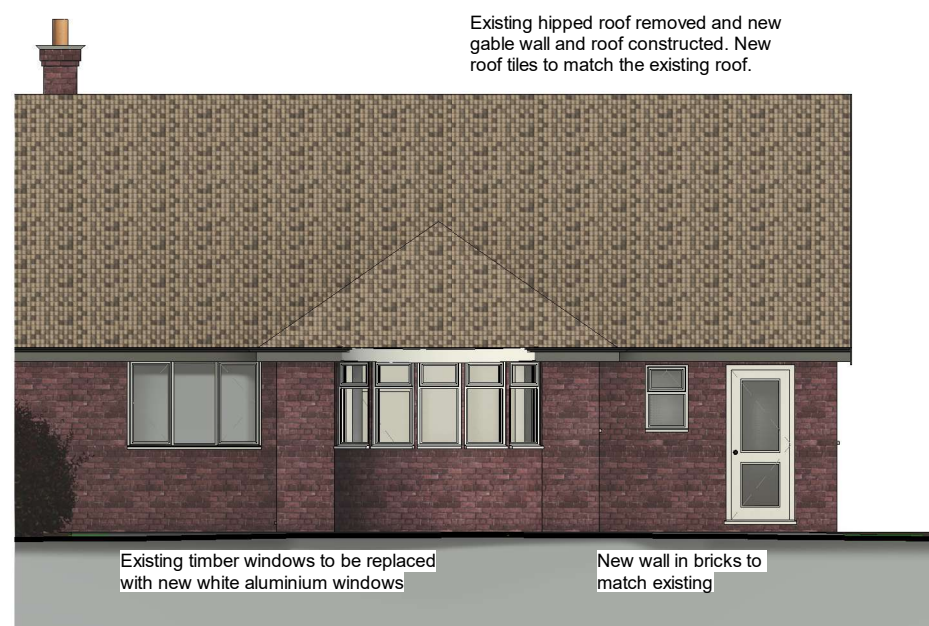 Existing hipped roof removed and new
gable wall and roof constructed. New
roof tiles to match the existing roof.
Existing timber windows to be replaced
with new white aluminium windows
New wall in bricks to
match existing